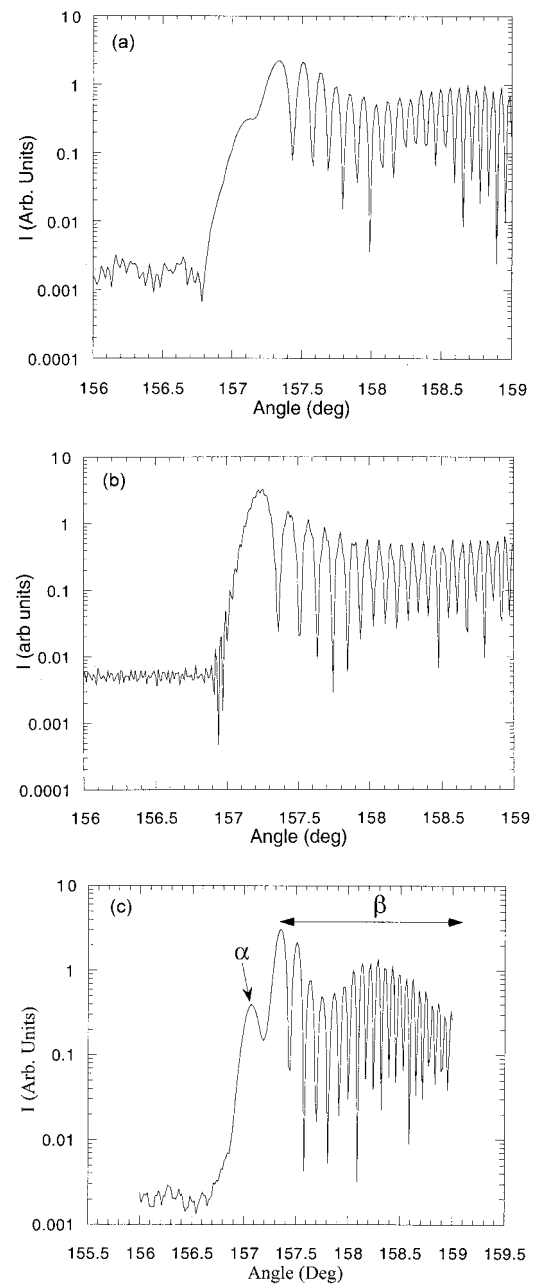 (a)
10
1
0.1
0.01
0.001
0.0001
I (Arb. Units)
156 156.5 157 157.5 158 158.5 159
Angle (deg)
(b)
10
1
0.1
0.01
0.001
0.0001
I (arb units)
156 156.5 157 157.5 158 158.5 159
Angle (deg)
(c)
β
α
10
1
0.1
0.01
0.001
I (Arb. Units)
155.5 156 156.5 157 157.5 158 158.5 159 159.5
Angle (Deg)